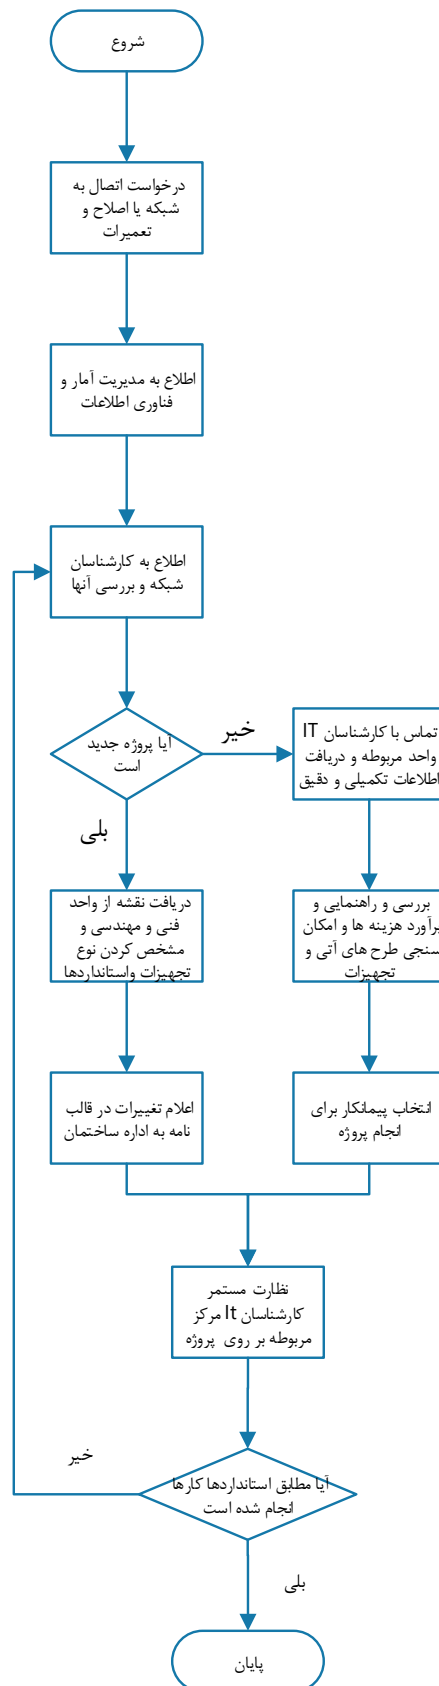 شروع
درخواست اتصال به
شبکه یا اصلاح و
تعمیرات
اطلاع به مدیریت آمار و
فناوری اطلاعات
اطلاع به کارشناسان
شبکه و بررسی آنها
آیا پروژه جدید
است
خیر
تماس با کارشناسان IT
واحد مربوطه و دریافت
اطلاعات تکمیلی و دقیق
بلی
دریافت نقشه از واحد
فنی و مهندسی و
مشخص کردن نوع
تجهیزات واستانداردها
بررسی و راهنمایی و
برآورد هزینه ها و امکان
سنجی طرح های آتی و
تجهیزات
اعلام تغییرات در قالب
نامه به اداره ساختمان
انتخاب پیمانکار برای
انجام پروژه
نظارت مستمر
کارشناسان It مرکز
مربوطه بر روی پروژه
خیر
آیا مطابق استانداردها کارها
انجام شده است
بلی
پایان